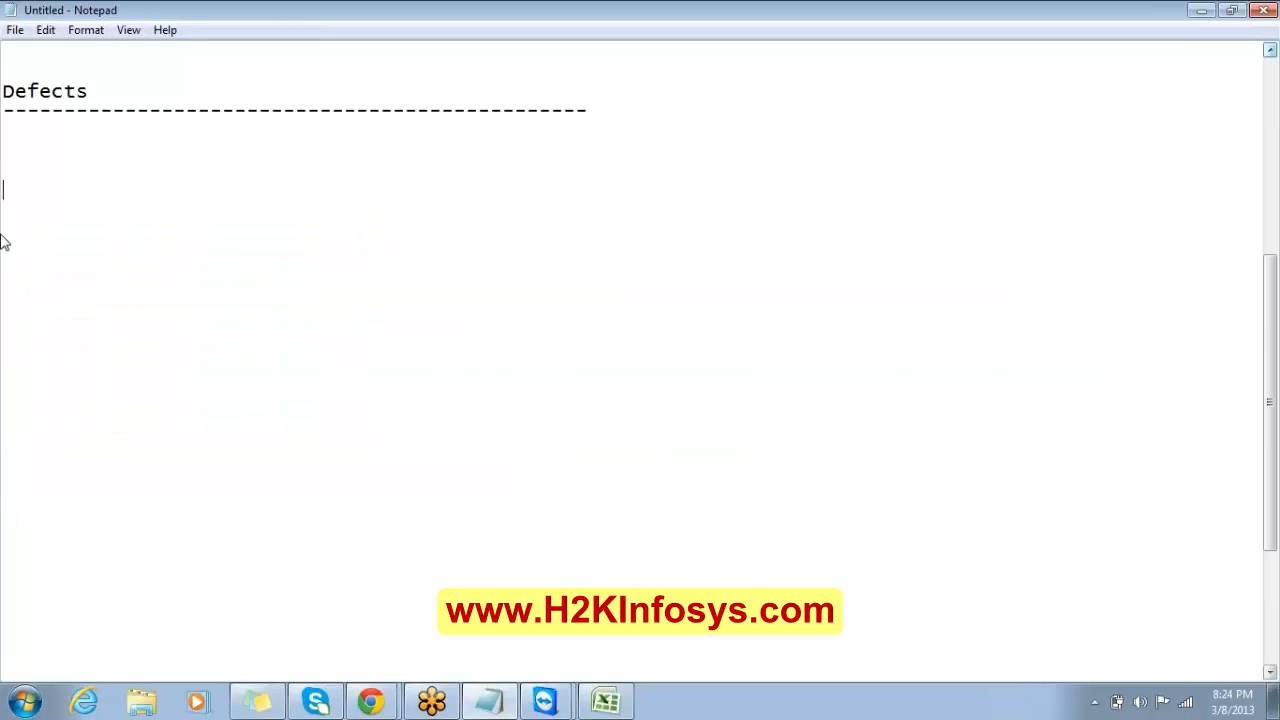 Untitled - Notepad
File Edit Format View Help
Defects
-----------------------------------------------
www.H2KInfosys.com
8:24 PM
3/8/2013